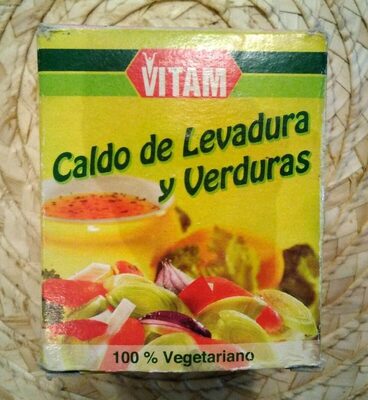 VITAM
Caldo de Levadura
y Verduras
100 % Vegetariano